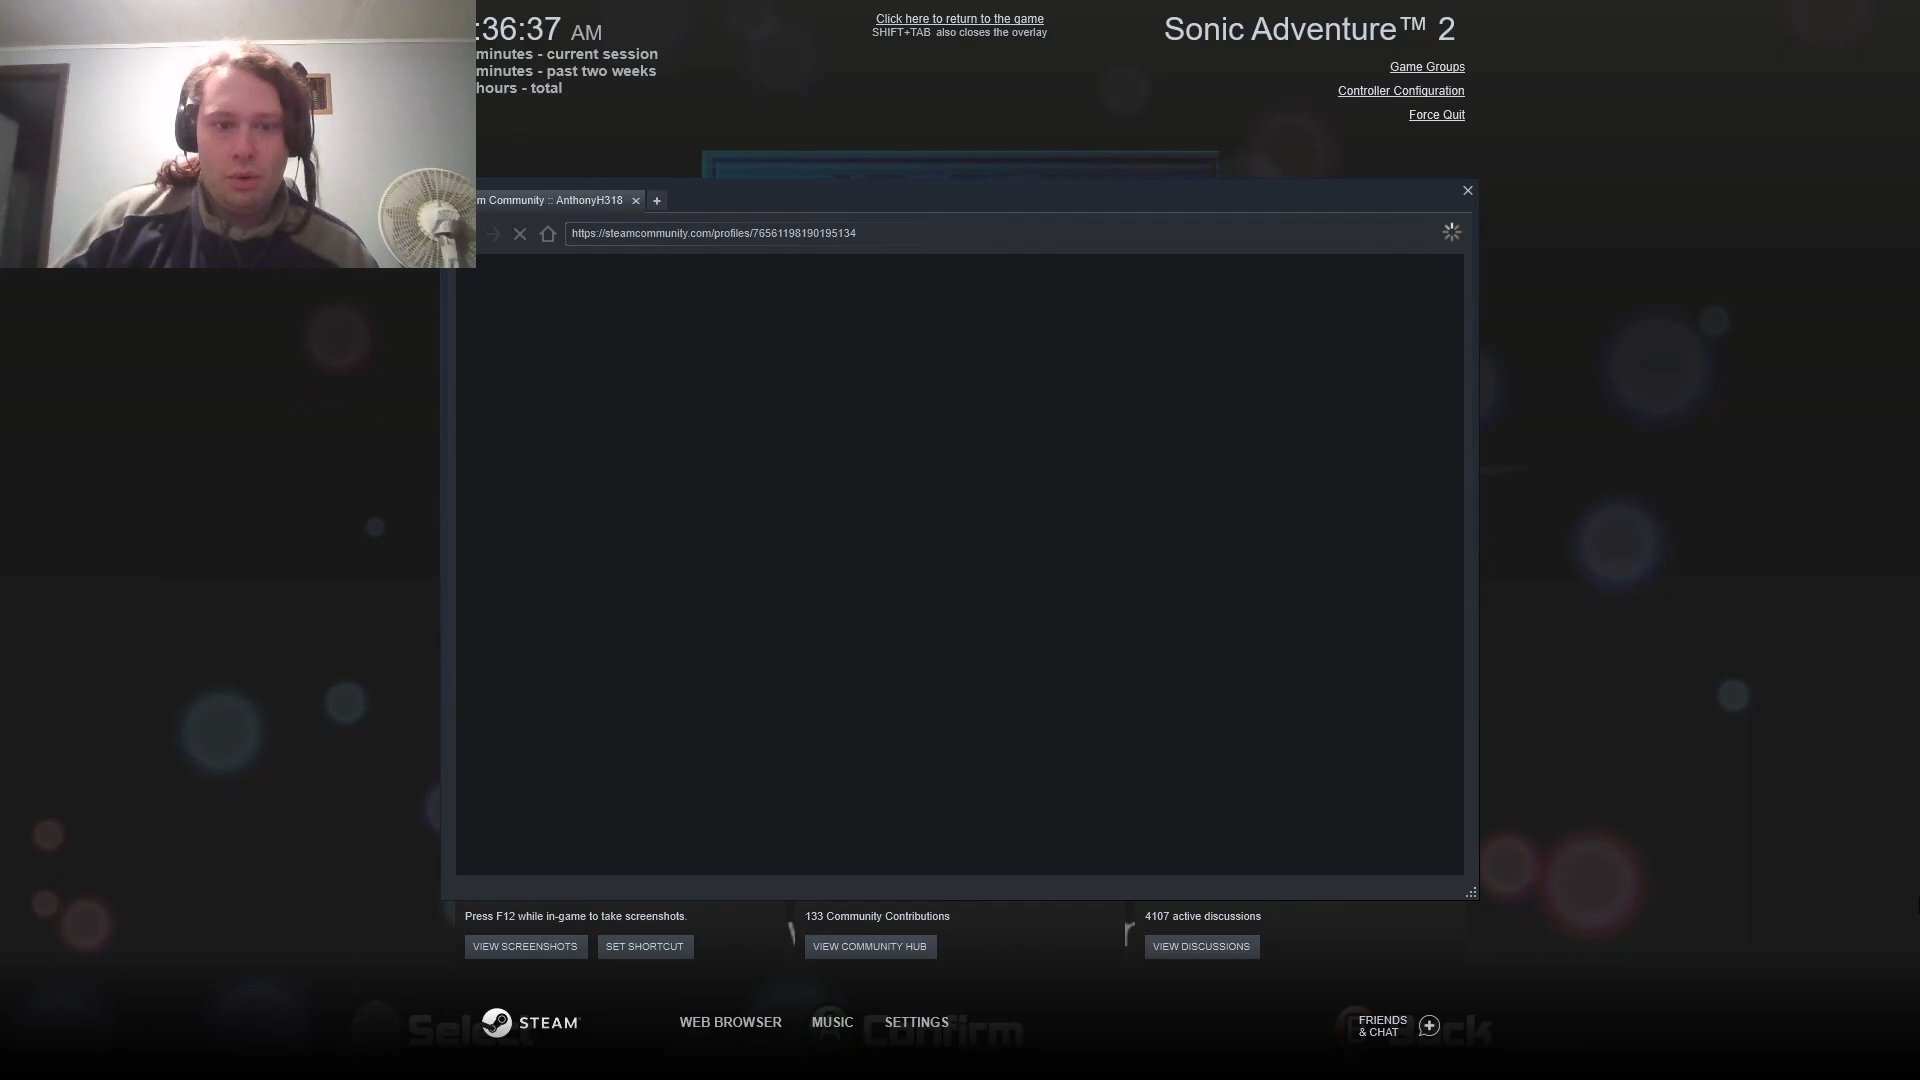 :36:37 AM
minutes - current session
minutes - past two weeks
hours - total
Click here to return to the game
SHIFT+TAB also closes the overlay
Sonic Adventure™ 2
Game Groups
Controller Configuration
Force Quit
m Community :: AnthonyH318 × +
https://steamcommunity.com/profiles/76561198190195134
Press F12 while in-game to take screenshots.
VIEW SCREENSHOTS
SET SHORTCUT
133 Community Contributions
VIEW COMMUNITY HUB
4107 active discussions
VIEW DISCUSSIONS
Select
STEAM
WEB BROWSER
MUSIC
SETTINGS
Confirm
FRIENDS
& CHAT
Back